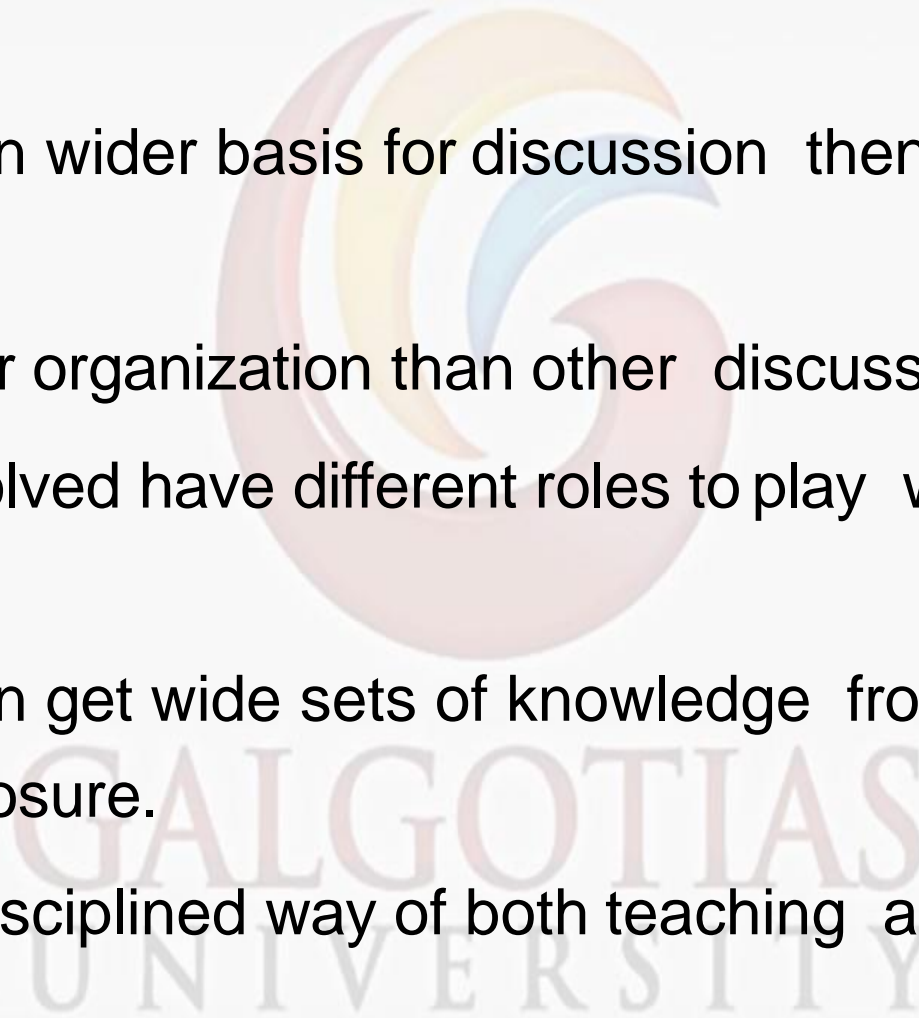 n wider basis for discussion then
r organization than other discuss
olved have different roles to play
n get wide sets of knowledge fro
osure.
GALGOTIAS
sciplined way of both teaching a
UNIVERSITY